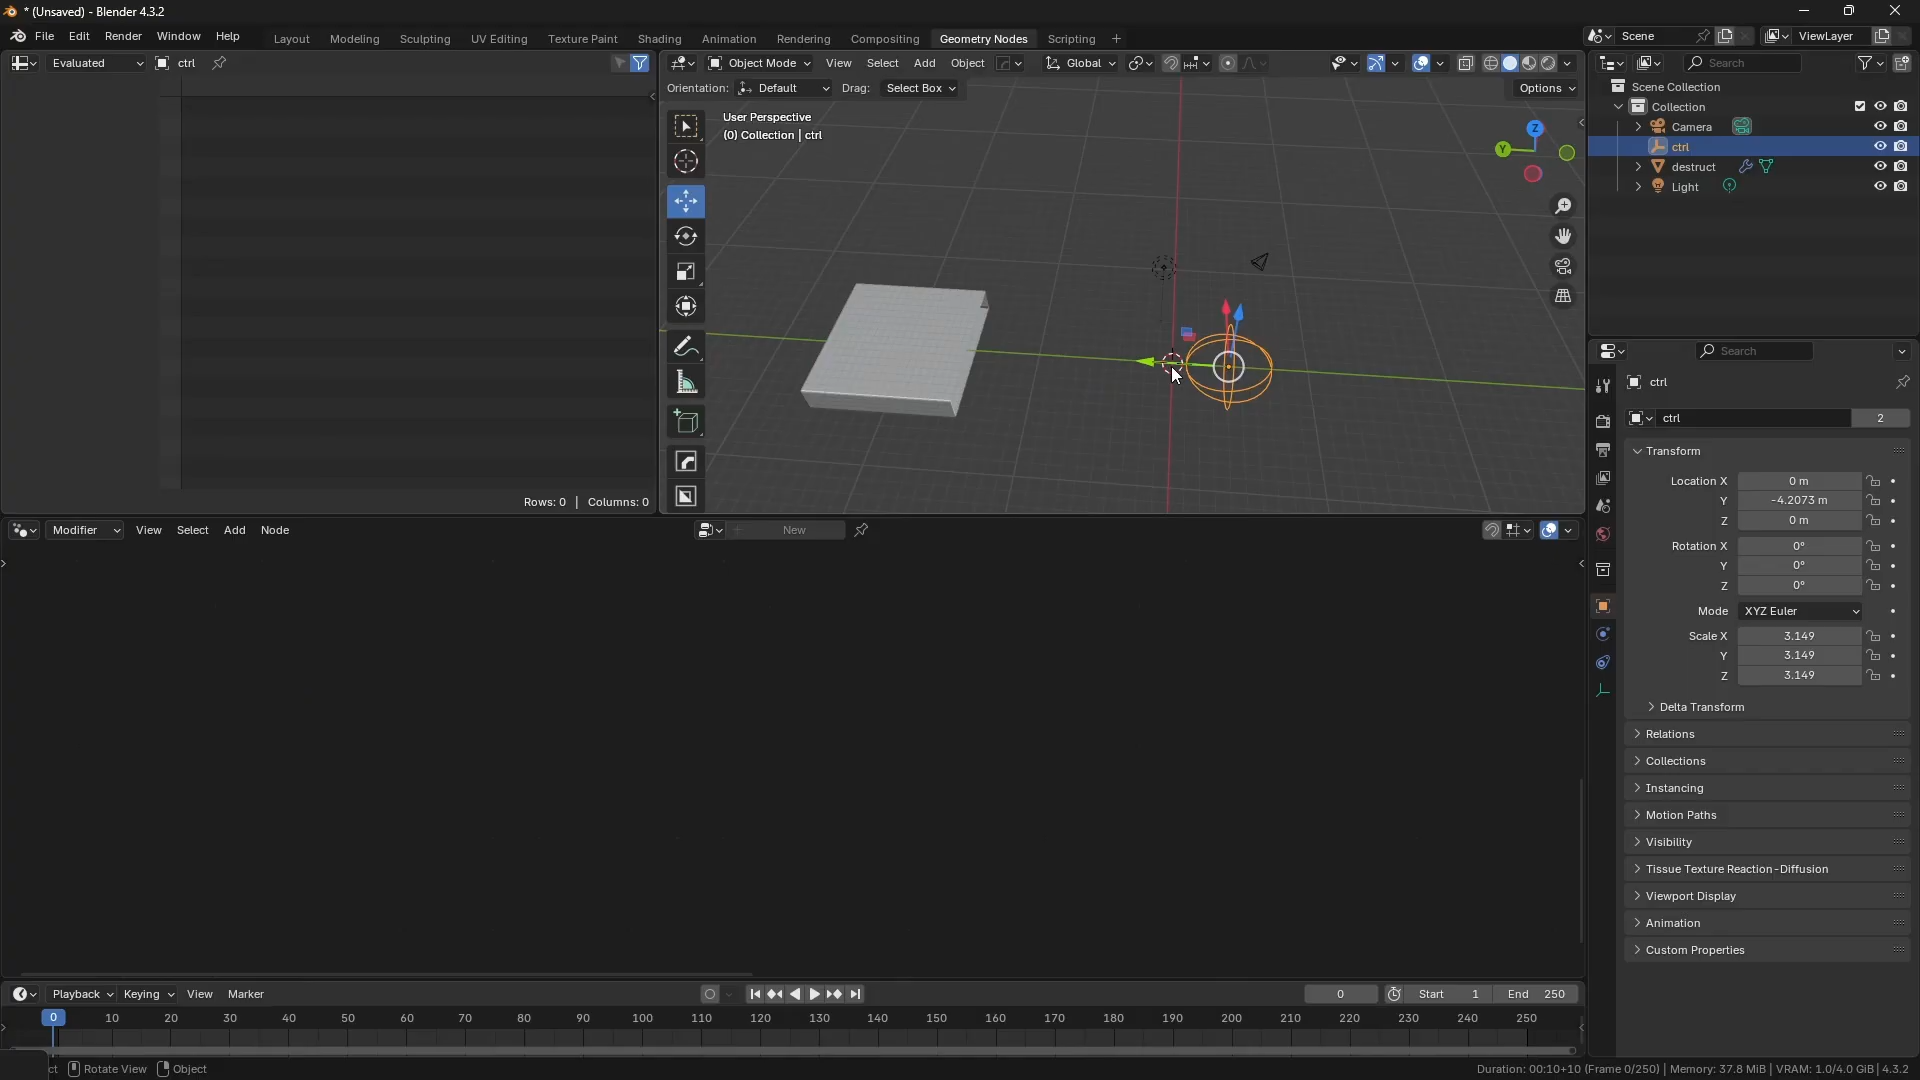 * (Unsaved) - Blender 4.3.2
File Edit Render Window Help Layout Modeling Sculpting UV Editing Texture Paint Shading Animation Rendering Compositing Geometry Nodes Scripting + Scene ViewLayer
Evaluated ctrl
Object Mode View Select Add Object Global
Search
Orientation: Default Drag: Select Box Options
User Perspective
(0) Collection | ctrl
Z
Y
Scene Collection
Collection
Camera
ctrl
destruct
Light
Rows: 0 | Columns: 0
Search
ctrl
ctrl 2
Transform
Location X 0 m
Y -4.2073 m
Z 0 m
Rotation X 0°
Y 0°
Z 0°
Mode XYZ Euler
Scale X 3.149
Y 3.149
Z 3.149
Delta Transform
Relations
Collections
Instancing
Motion Paths
Visibility
Tissue Texture Reaction-Diffusion
Viewport Display
Animation
Custom Properties
Modifier View Select Add Node New
Playback Keying View Marker 0 Start 1 End 250
0 10 20 30 40 50 60 70 80 90 100 110 120 130 140 150 160 170 180 190 200 210 220 230 240 250
ct Rotate View Object Duration: 00:10+10 (Frame 0/250) | Memory: 37.8 MiB | VRAM: 1.0/4.0 GiB | 4.3.2